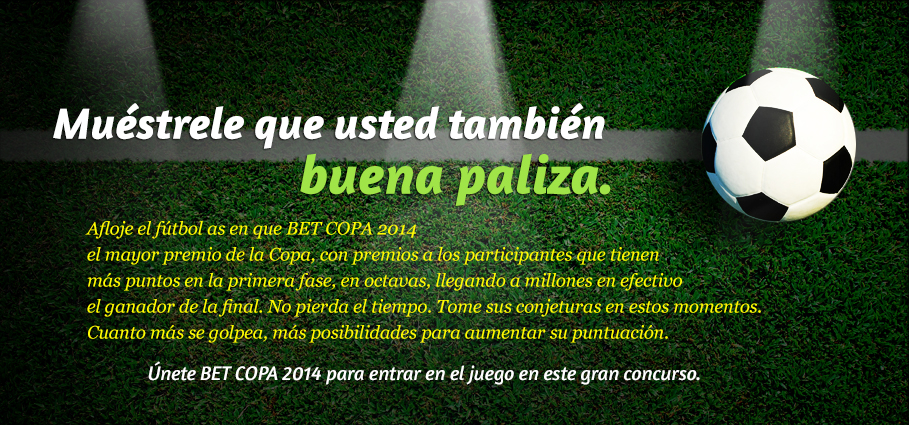 Muéstrele que usted también
buena paliza.
Afloje el fútbol as en que BET COPA 2014
el mayor premio de la Copa, con premios a los participantes que tienen
más puntos en la primera fase, en octavas, llegando a millones en efectivo
el ganador de la final. No pierda el tiempo. Tome sus conjeturas en estos momentos.
Cuanto más se golpea, más posibilidades para aumentar su puntuación.
Únete BET COPA 2014 para entrar en el juego en este gran concurso.